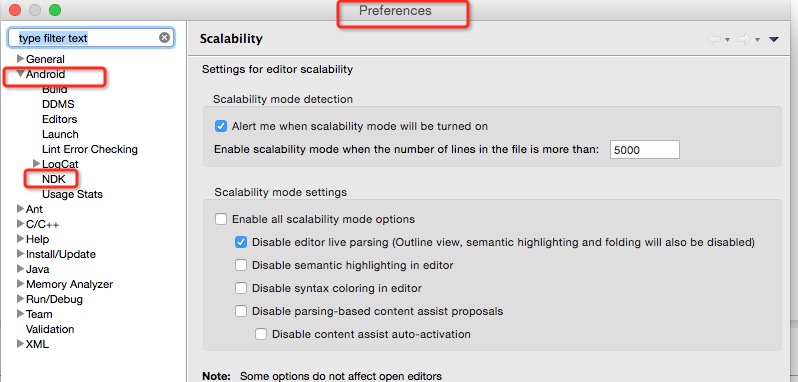 Preferences
type filter text
General
Android
Build
DDMS
Editors
Launch
Lint Error Checking
LogCat
NDK
Usage Stats
Ant
C/C++
Help
Install/Update
Java
Memory Analyzer
Run/Debug
Team
Validation
XML
Scalability
Settings for editor scalability
Scalability mode detection
Alert me when scalability mode will be turned on
Enable scalability mode when the number of lines in the file is more than: 5000
Scalability mode settings
Enable all scalability mode options
Disable editor live parsing (Outline view, semantic highlighting and folding will also be disabled)
Disable semantic highlighting in editor
Disable syntax coloring in editor
Disable parsing-based content assist proposals
Disable content assist auto-activation
Note: Some options do not affect open editors